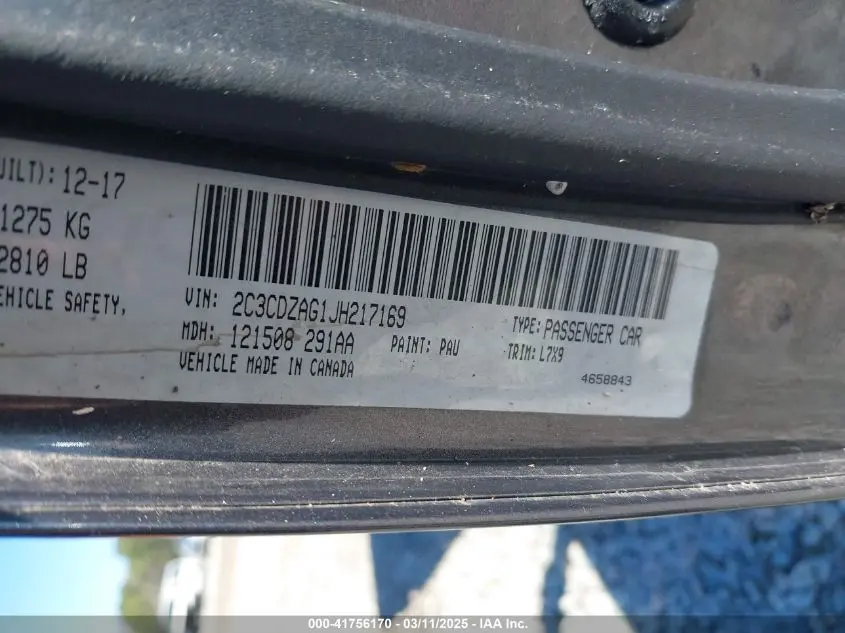 UILT): 12-17
1275 KG
2810 LB
EHICLE SAFETY,
VIN: 2C3CDZAG1JH217169
TYPE: PASSENGER CAR
MDH: 121508 291AA
PAINT: PAU
TRIM: L7X9
VEHICLE MADE IN CANADA
4658843
000-41756170 - 03/11/2025 - IAA Inc.